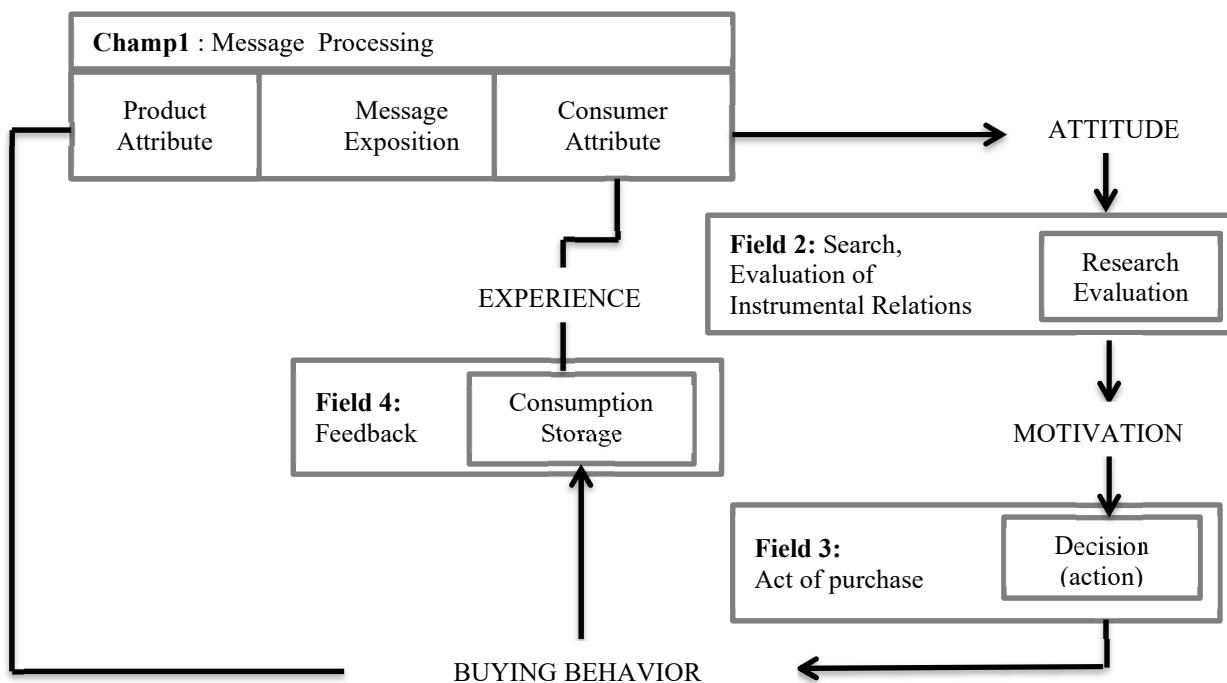 Champ1 : Message Processing
Product
Attribute
Message
Exposition
Consumer
Attribute
ATTITUDE
Field 2: Search,
Evaluation of
Instrumental Relations
Research
Evaluation
EXPERIENCE
Field 4:
Feedback
Consumption
Storage
MOTIVATION
Field 3:
Act of purchase
Decision
(action)
BUYING BEHAVIOR